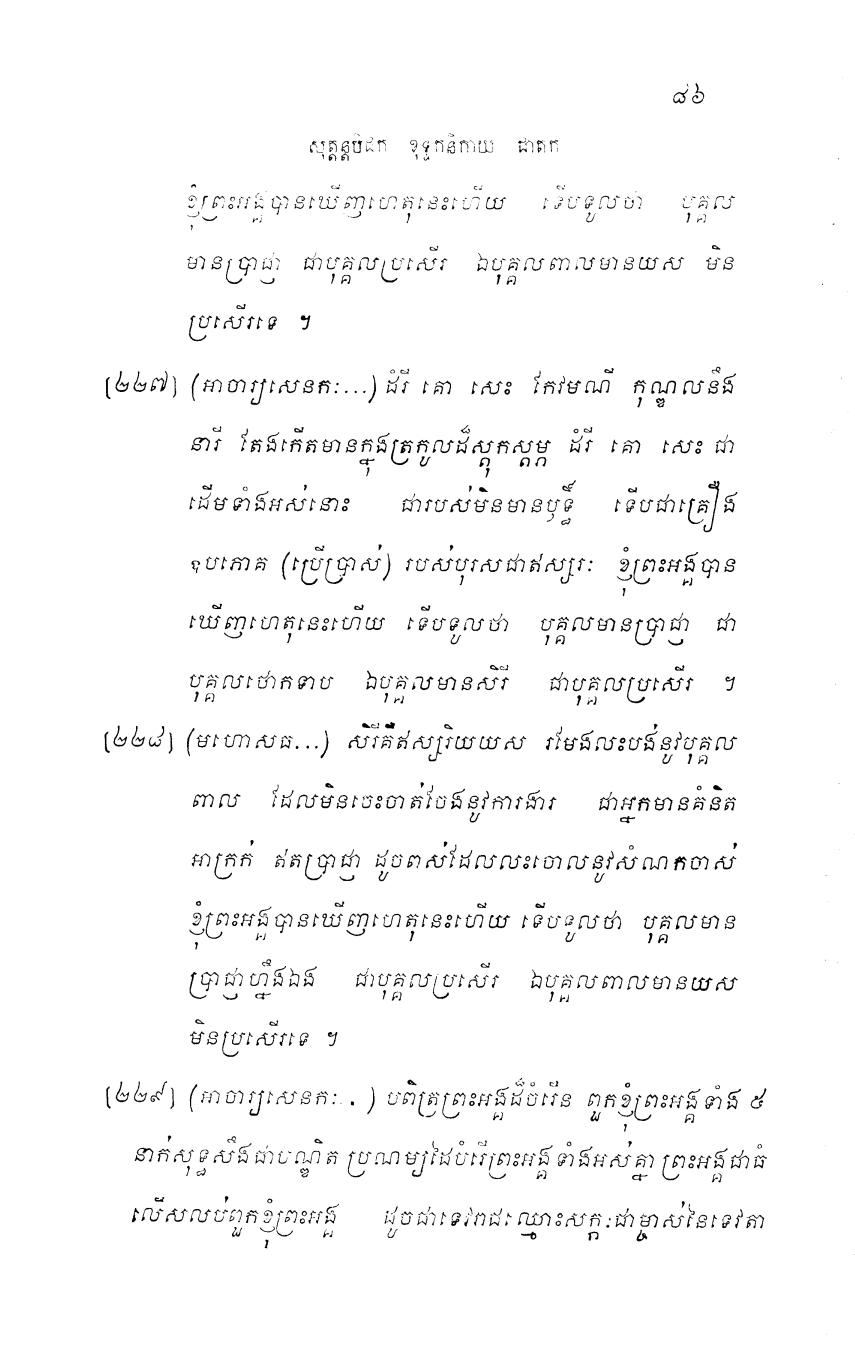 ៨៦
សុត្តន្តបិដក ខុទ្ទកនិកាយ ជាតក
ខ្ញុំព្រះអង្គបានឃើញហេតុនេះហើយ ទើបទូលថា បុគ្គល
មានប្រាជ្ញា ជាបុគ្គលប្រសើរ ឯបុគ្គលពាលមានយស មិន
ប្រសើរទេ ។
[២២៧] (អាចារ្យសេនកៈ...) ដំរី គោ សេះ កែវមណី កុណ្ឌលនឹង
នារី តែងកើតមានក្នុងត្រកូលដ៏ស្តុកស្តម្ភ ដំរី គោ សេះ ជា
ដើមទាំងអស់នោះ ជារបស់មិនមានឫទ្ធិ៍ ទើបជាគ្រឿង
ឧបភោគ (ប្រើប្រាស់) របស់បុរសជាឥស្សរៈ ខ្ញុំព្រះអង្គបាន
ឃើញហេតុនេះហើយ ទើបទូលថា បុគ្គលមានប្រាជ្ញា ជា
បុគ្គលថោកទាប ឯបុគ្គលមានសិរី ជាបុគ្គលប្រសើរ ។
[២២៨] (មហោសធ...) សិរីគឺឥស្សរិយយស រមែងលះបង់នូវបុគ្គល
ពាល ដែលមិនចេះចាត់ចែងនូវការងារ ជាអ្នកមានគំនិត
អាក្រក់ ឥតប្រាជ្ញា ដូចពស់ដែលលះចោលនូវសំណកចាស់
ខ្ញុំព្រះអង្គបានឃើញហេតុនេះហើយ ទើបទូលថា បុគ្គលមាន
ប្រាជ្ញាហ្នឹងឯង ជាបុគ្គលប្រសើរ ឯបុគ្គលពាលមានយស
មិនប្រសើរទេ ។
[២២៩] (អាចារ្យសេនកៈ...) បពិត្រព្រះអង្គដ៏ចំរើន ពួកខ្ញុំព្រះអង្គទាំង ៥
នាក់សុទ្ធសឹងជាបណ្ឌិត ប្រណម្យដៃបំរើព្រះអង្គទាំងអស់គ្នា ព្រះអង្គជាធំ
លើសលប់ពួកខ្ញុំព្រះអង្គ ដូចជាទេវរាជឈ្មោះសក្កៈជាម្ចាស់នៃទេវតា